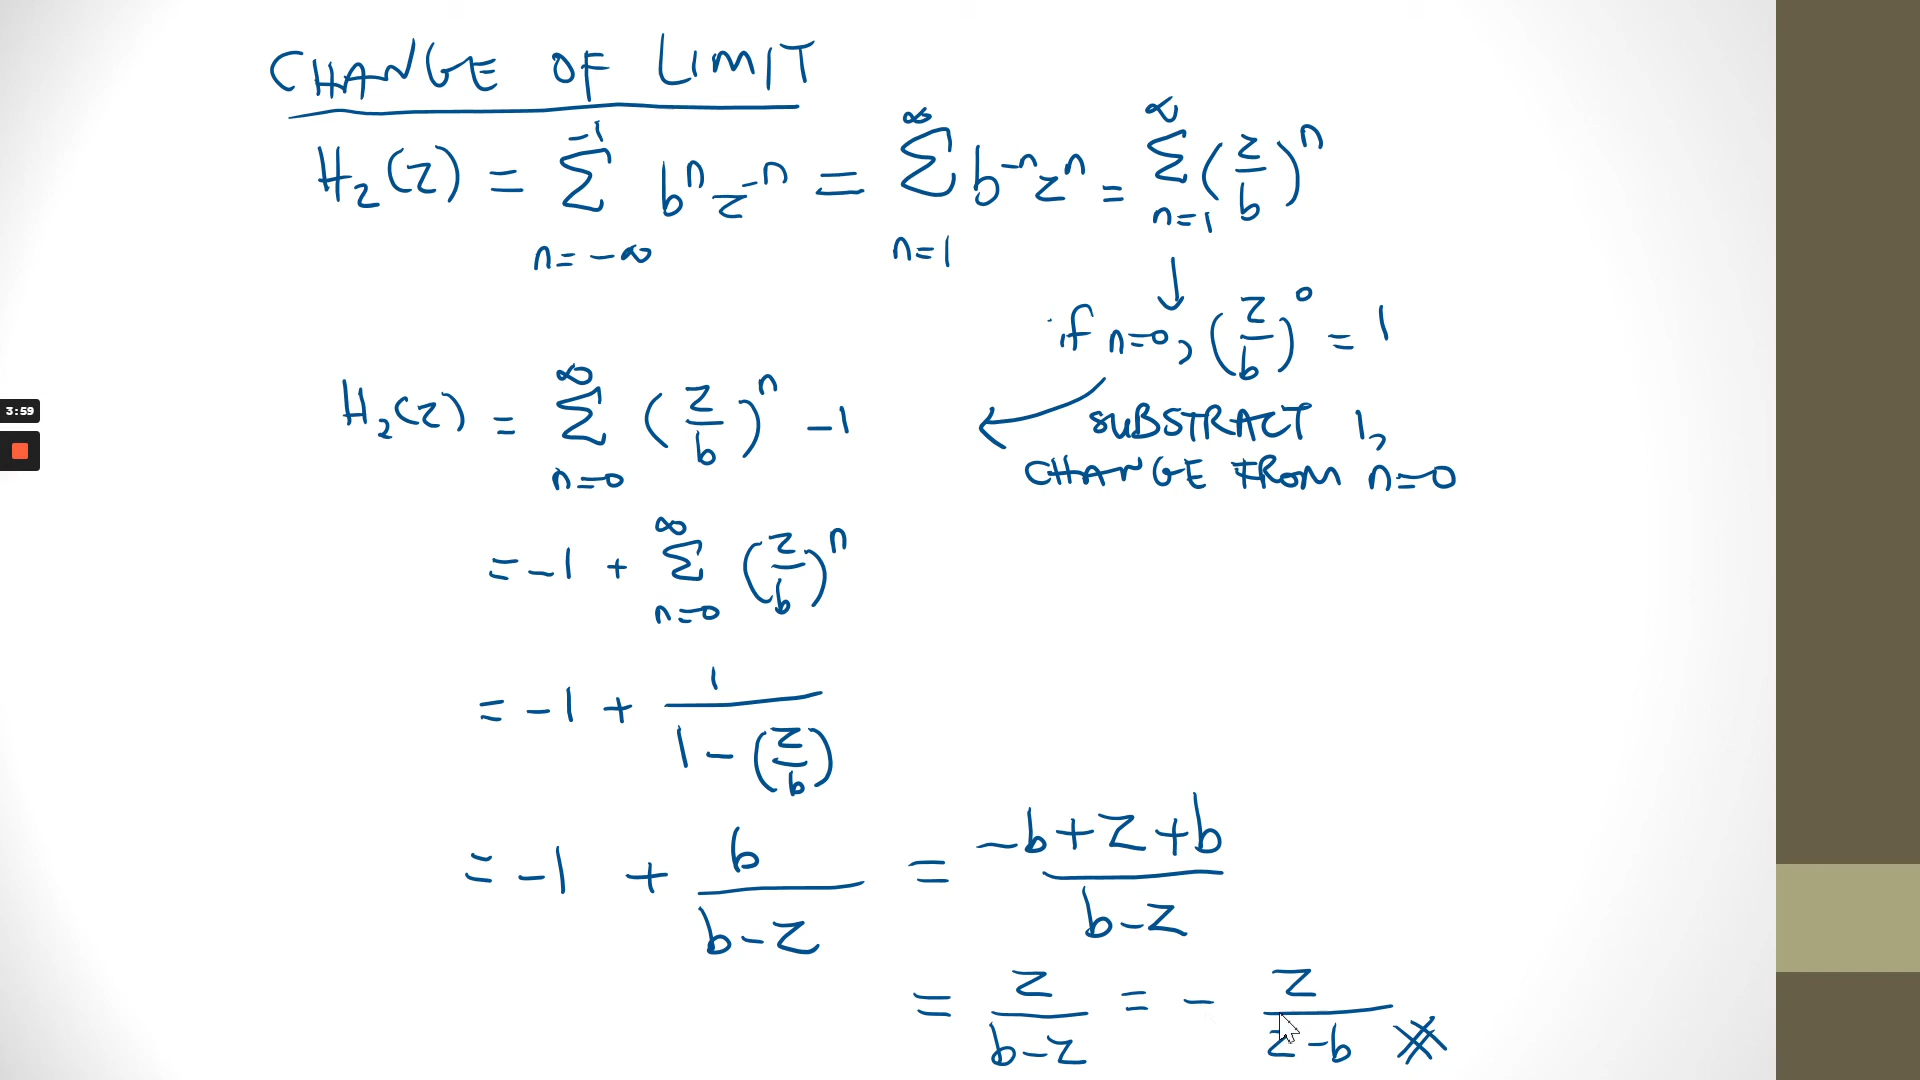 CHANGE OF LIMIT
H₂(z) = Σ_{n=-∞}^{-1} bⁿ z⁻ⁿ = Σ_{n=1}^{∞} b⁻ⁿ zⁿ = Σ_{n=1}^{∞} (z/b)ⁿ
↓
if n=0, (z/b)⁰ = 1
H₂(z) = Σ_{n=0}^{∞} (z/b)ⁿ - 1
← SUBSTRACT 1,
CHANGE FROM n=0
3:59
= -1 + Σ_{n=0}^{∞} (z/b)ⁿ
= -1 + 1/(1 - (z/b))
= -1 + b/(b-z) = (-b+z+b)/(b-z)
= z/(b-z) = - z/(z-b)